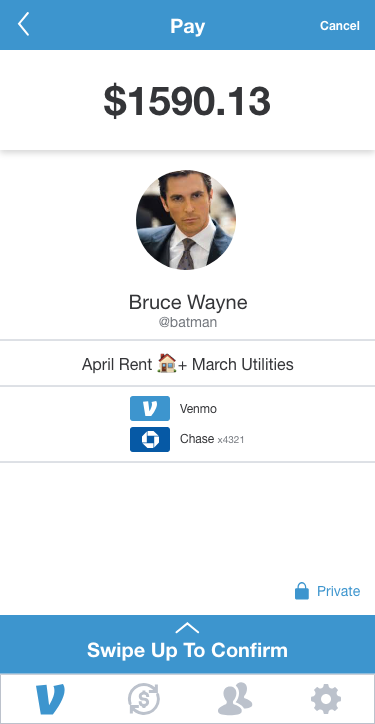 Pay
Cancel
$1590.13
Bruce Wayne
@batman
April Rent 🏠+ March Utilities
Venmo
Chase x4321
Private
Swipe Up To Confirm